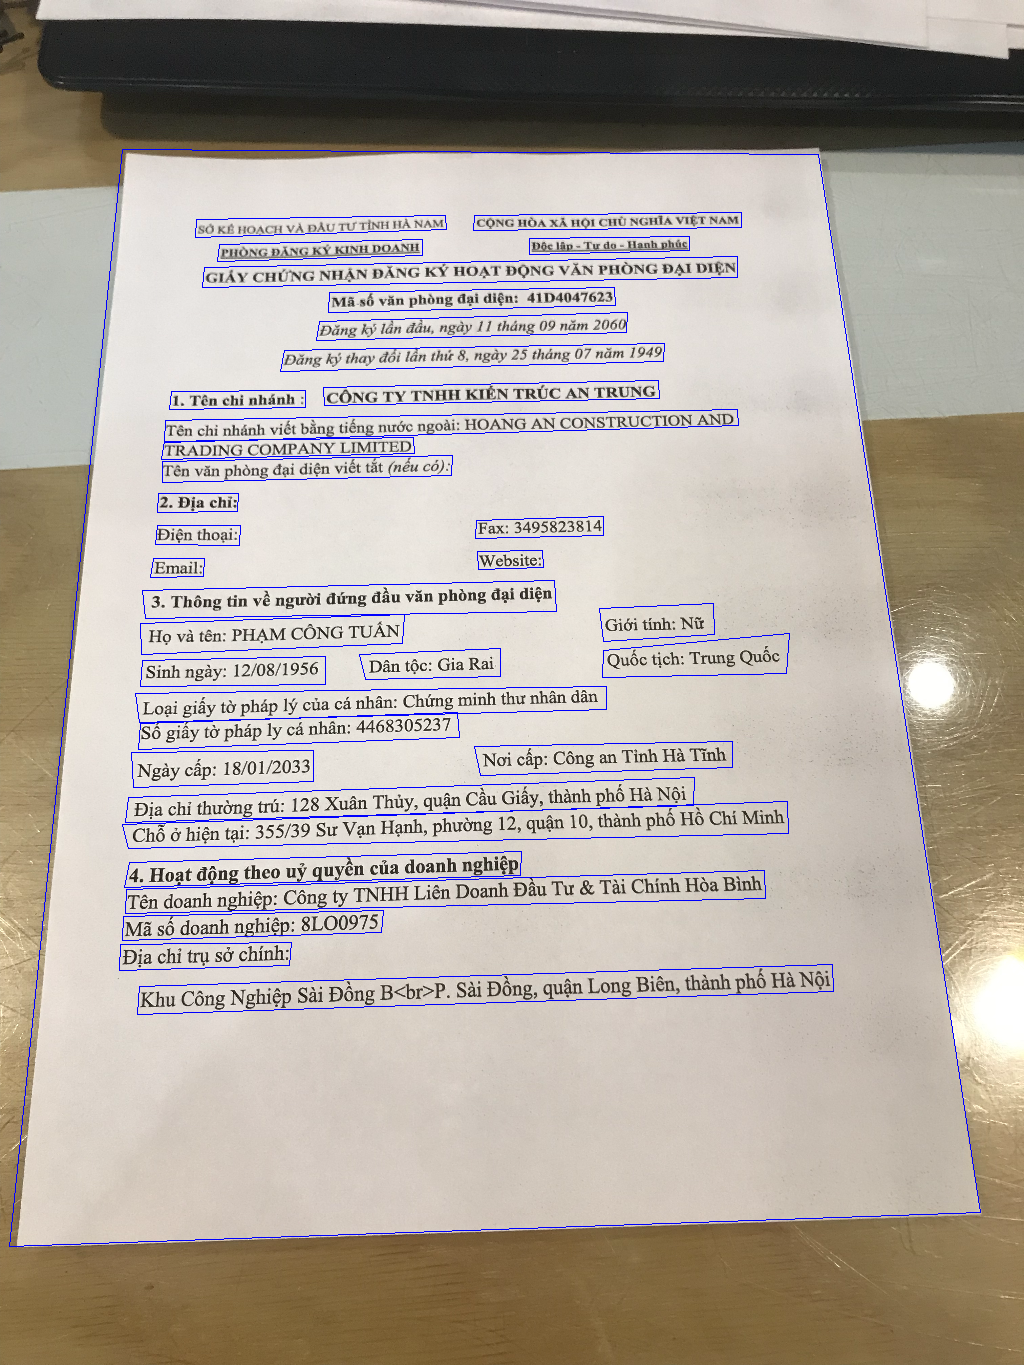 SỞ KẾ HOẠCH VÀ ĐẦU TƯ TỈNH HÀ NAM
CỘNG HÒA XÃ HỘI CHỦ NGHĨA VIỆT NAM
PHÒNG ĐĂNG KÝ KINH DOANH
Độc lập - Tự do - Hạnh phúc
GIẤY CHỨNG NHẬN ĐĂNG KÝ HOẠT ĐỘNG VĂN PHÒNG ĐẠI DIỆN
Mã số văn phòng đại diện: 41D4047623
Đăng ký lần đầu, ngày 11 tháng 09 năm 2060
Đăng ký thay đổi lần thứ 8, ngày 25 tháng 07 năm 1949
1. Tên chi nhánh : CÔNG TY TNHH KIẾN TRÚC AN TRUNG
Tên chi nhánh viết bằng tiếng nước ngoài: HOANG AN CONSTRUCTION AND
TRADING COMPANY LIMITED
Tên văn phòng đại diện viết tắt (nếu có):
2. Địa chỉ:
Điện thoại:
Fax: 3495823814
Email:
Website:
3. Thông tin về người đứng đầu văn phòng đại diện
Họ và tên: PHẠM CÔNG TUẤN
Giới tính: Nữ
Sinh ngày: 12/08/1956
Dân tộc: Gia Rai
Quốc tịch: Trung Quốc
Loại giấy tờ pháp lý của cá nhân: Chứng minh thư nhân dân
Số giấy tờ pháp ly cá nhân: 4468305237
Ngày cấp: 18/01/2033
Nơi cấp: Công an Tỉnh Hà Tĩnh
Địa chỉ thường trú: 128 Xuân Thủy, quận Cầu Giấy, thành phố Hà Nội
Chỗ ở hiện tại: 355/39 Sư Vạn Hạnh, phường 12, quận 10, thành phố Hồ Chí Minh
4. Hoạt động theo uỷ quyền của doanh nghiệp
Tên doanh nghiệp: Công ty TNHH Liên Doanh Đầu Tư & Tài Chính Hòa Bình
Mã số doanh nghiệp: 8LO0975
Địa chỉ trụ sở chính:
Khu Công Nghiệp Sài Đồng B<br>P. Sài Đồng, quận Long Biên, thành phố Hà Nội